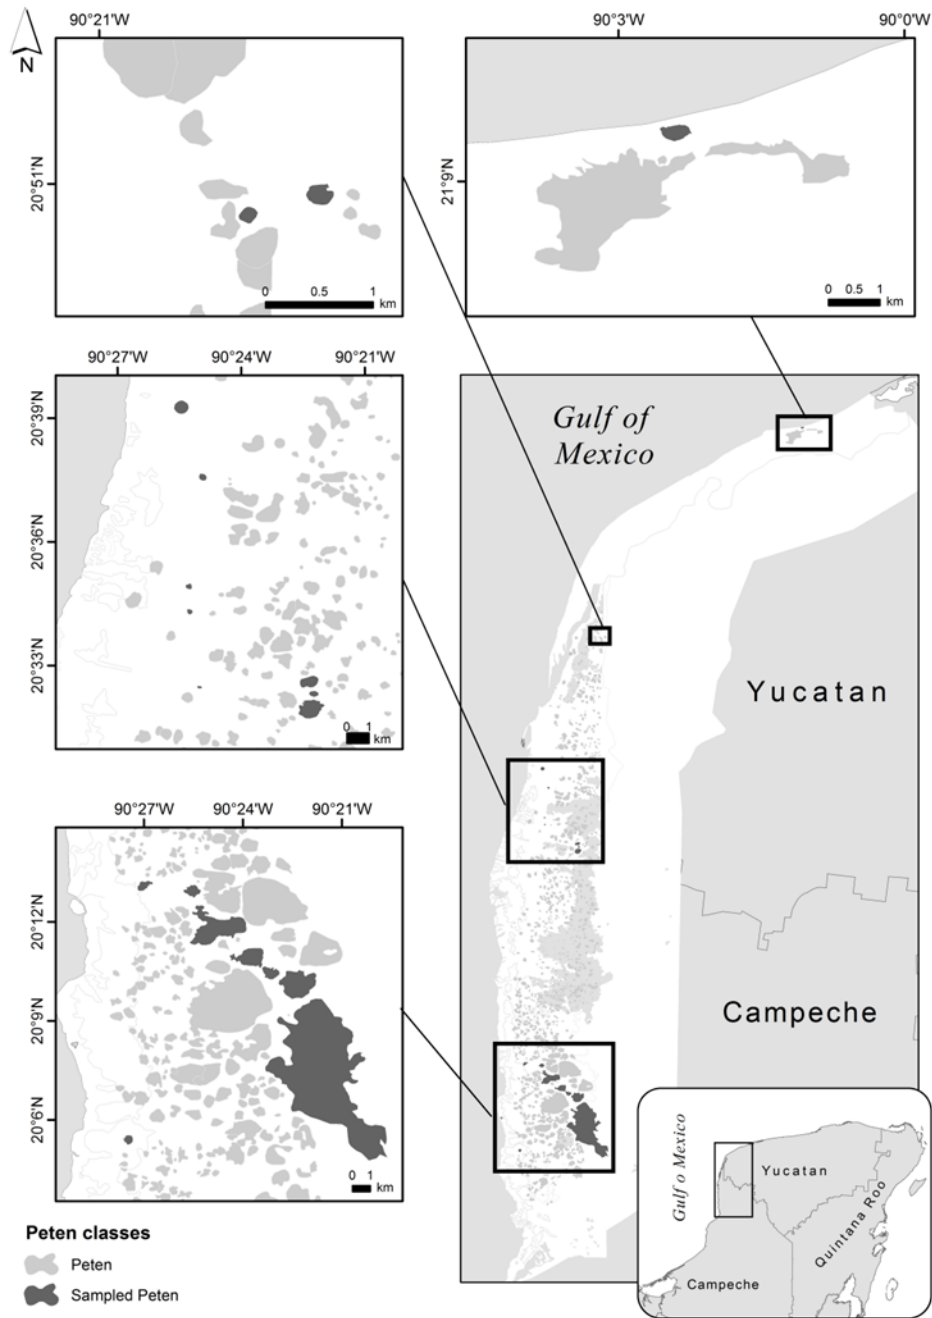 90°21'W
90°3'W
90°0'W
N
20°51'N
0
0.5
1
km
21°9'N
0 0.5 1
km
90°27'W
90°24'W
90°21'W
20°39'N
20°36'N
20°33'N
0 1
km
Gulf of
Mexico
Yucatan
Campeche
90°27'W
90°24'W
90°21'W
20°12'N
20°9'N
20°6'N
0 1
km
Peten classes
Peten
Sampled Peten
Gulf o Mexico
Yucatan
Quintana Roo
Campeche